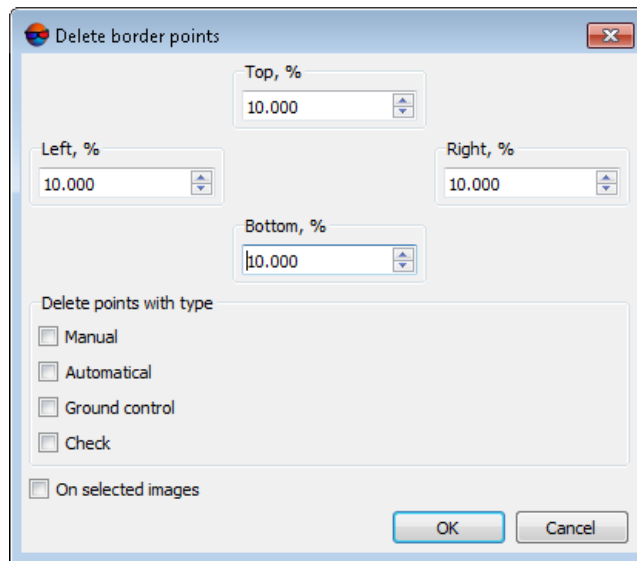 Delete border points
Top, %
10.000
Left, %
Right, %
10.000
10.000
Bottom, %
10.000
Delete points with type
Manual
Automatical
Ground control
Check
On selected images
OK
Cancel